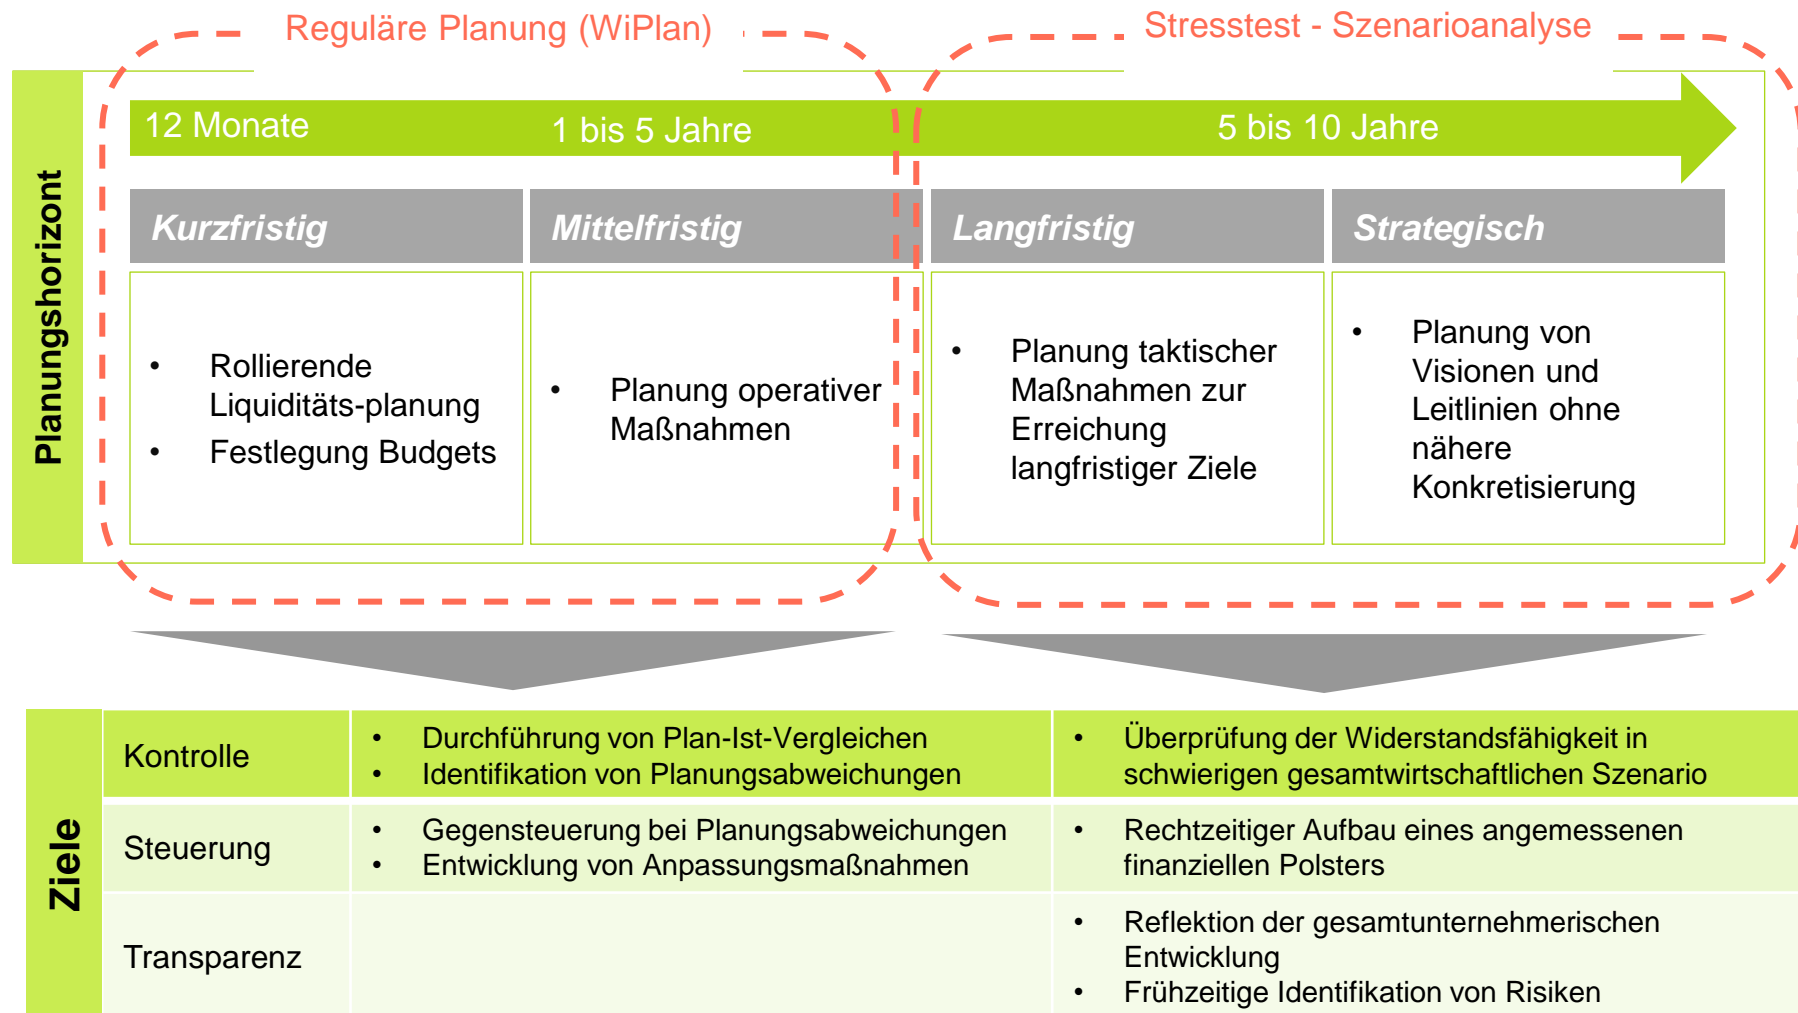 Reguläre Planung (WiPlan)
Stresstest - Szenarioanalyse
Planungshorizont
12 Monate
1 bis 5 Jahre
5 bis 10 Jahre
Kurzfristig
Mittelfristig
Langfristig
Strategisch
• Rollierende
Liquiditäts-planung
• Festlegung Budgets
• Planung operativer
Maßnahmen
• Planung taktischer
Maßnahmen zur
Erreichung
langfristiger Ziele
• Planung von
Visionen und
Leitlinien ohne
nähere
Konkretisierung
Ziele
Kontrolle
• Durchführung von Plan-Ist-Vergleichen
• Identifikation von Planungsabweichungen
• Überprüfung der Widerstandsfähigkeit in
schwierigen gesamtwirtschaftlichen Szenario
Steuerung
• Gegensteuerung bei Planungsabweichungen
• Entwicklung von Anpassungsmaßnahmen
• Rechtzeitiger Aufbau eines angemessenen
finanziellen Polsters
Transparenz
• Reflektion der gesamtunternehmerischen
Entwicklung
• Frühzeitige Identifikation von Risiken